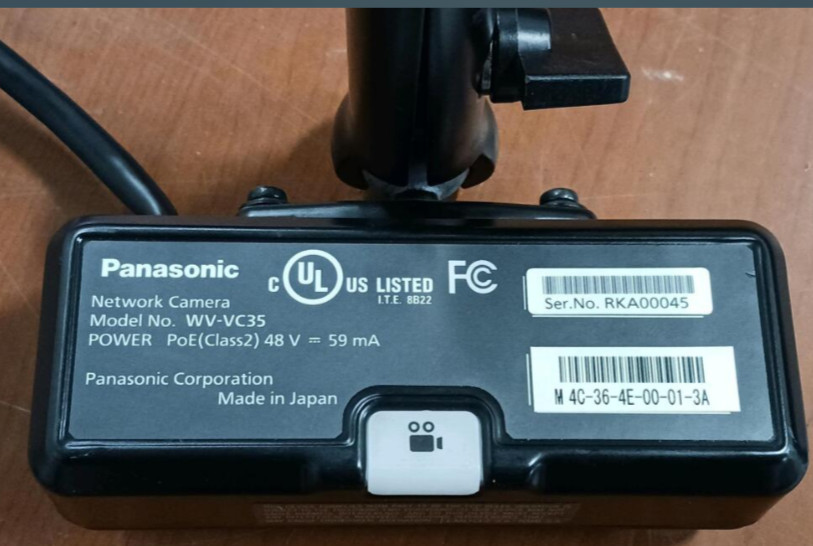 Panasonic
C UL US LISTED
I.T.E. 8B22
FC
Network Camera
Model No. WV-VC35
POWER PoE(Class2) 48 V ⎓ 59 mA
Panasonic Corporation
Made in Japan
Ser.No. RKA00045
M 4C-36-4E-00-01-3A